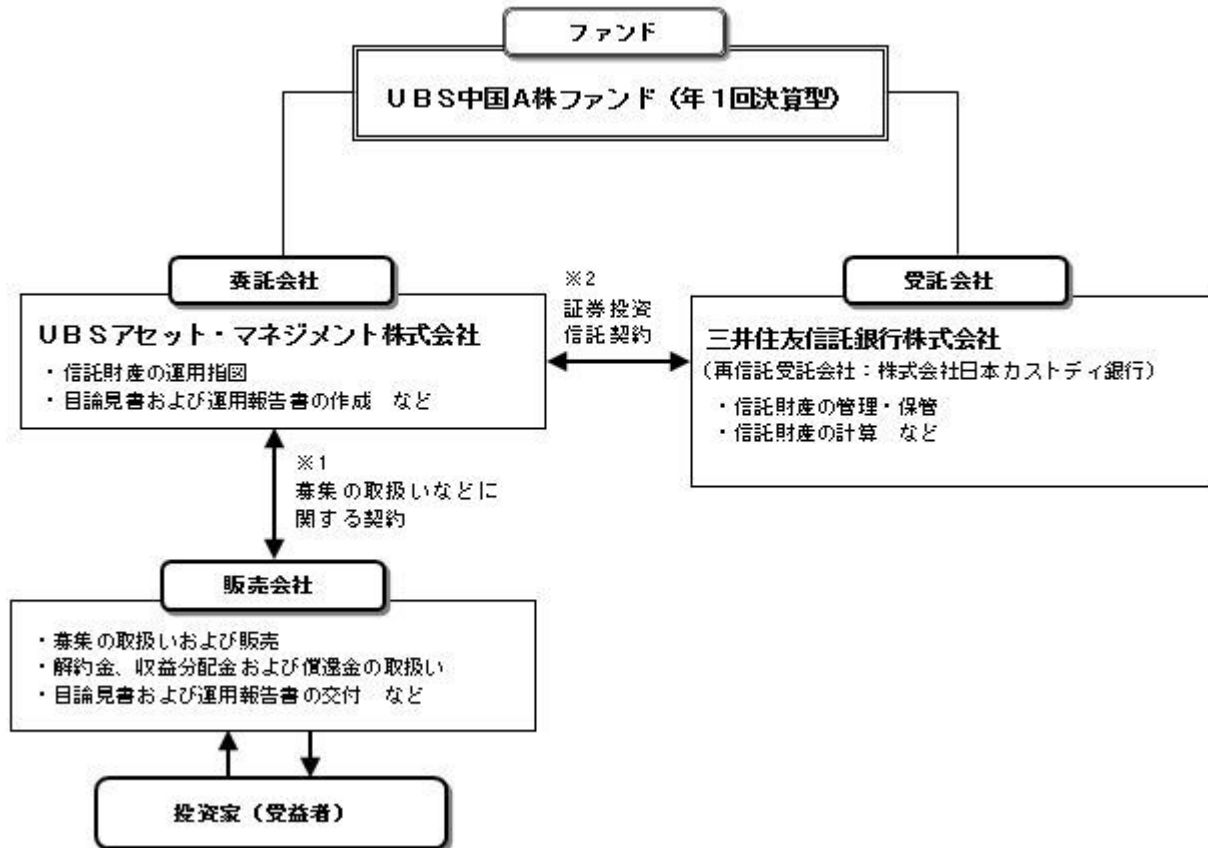 ファンド
UBS中国A株ファンド（年1回決算型）
委託会社
UBSアセット・マネジメント株式会社
・信託財産の運用指図
・目論見書および運用報告書の作成　など
※2
証券投資
信託契約
受託会社
三井住友信託銀行株式会社
（再信託受託会社：株式会社日本カストディ銀行）
・信託財産の管理・保管
・信託財産の計算　など
※1
募集の取扱いなどに
関する契約
販売会社
・募集の取扱いおよび販売
・解約金、収益分配金および償還金の取扱い
・目論見書および運用報告書の交付　など
投資家（受益者）